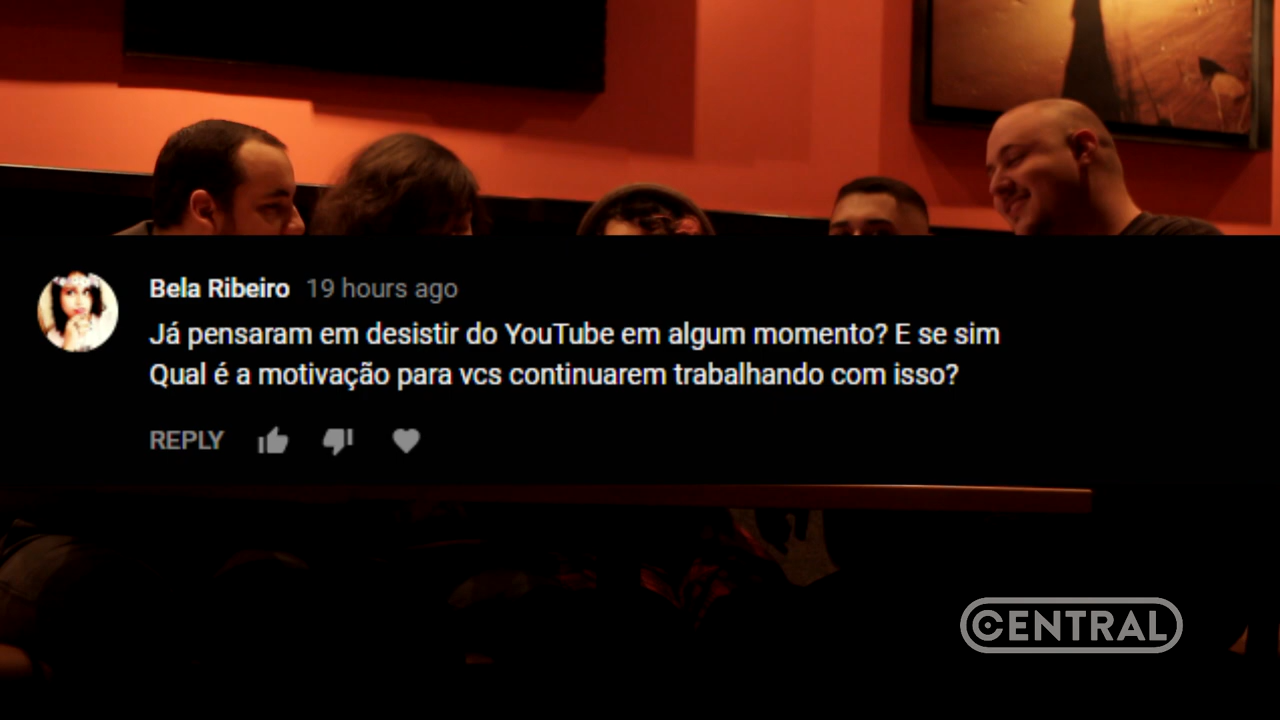 Bela Ribeiro 19 hours ago
Já pensaram em desistir do YouTube em algum momento? E se sim
Qual é a motivação para vcs continuarem trabalhando com isso?
REPLY
CENTRAL